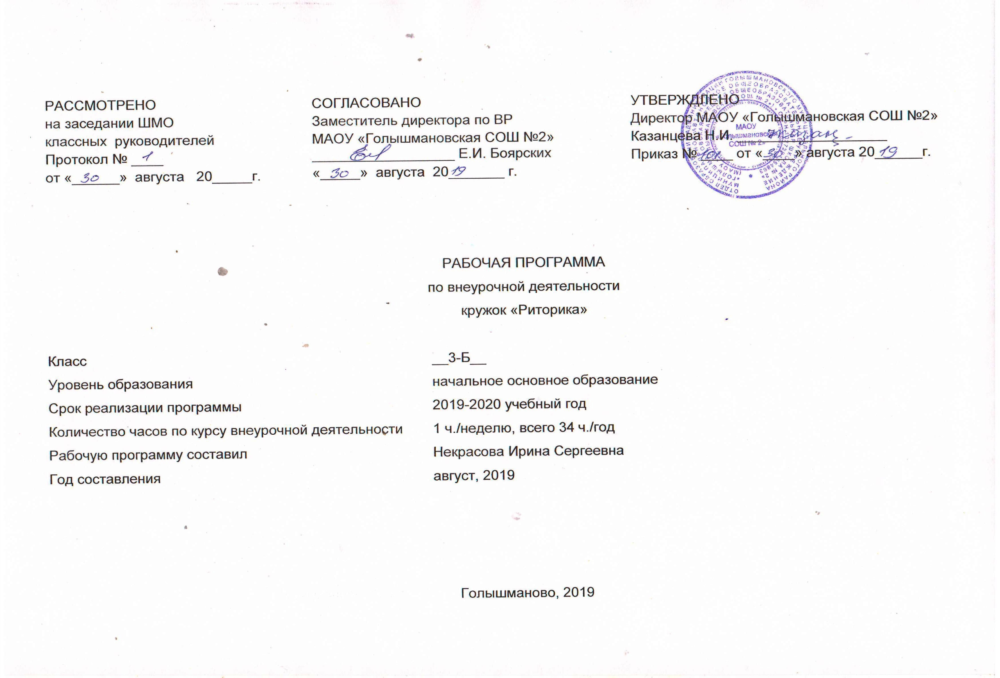 РАССМОТРЕНО
на заседании ШМО
классных руководителей
Протокол № 1
от «30» августа 20______г.
СОГЛАСОВАНО
Заместитель директора по ВР
МАОУ «Голышмановская СОШ №2»
__________________ Е.И. Боярских
«30» августа 2019 г.
УТВЕРЖДЛЕНО
Директор МАОУ «Голышмановская СОШ №2»
Казанцева Н.И.
Приказ № 101 от «30» августа 2019 г.
МАОУ
«Голышмановская
СОШ № 2»
РАБОЧАЯ ПРОГРАММА
по внеурочной деятельности
кружок «Риторика»
Класс __3-Б__
Уровень образования начальное основное образование
Срок реализации программы 2019-2020 учебный год
Количество часов по курсу внеурочной деятельности 1 ч./неделю, всего 34 ч./год
Рабочую программу составил Некрасова Ирина Сергеевна
Год составления август, 2019
Голышманово, 2019